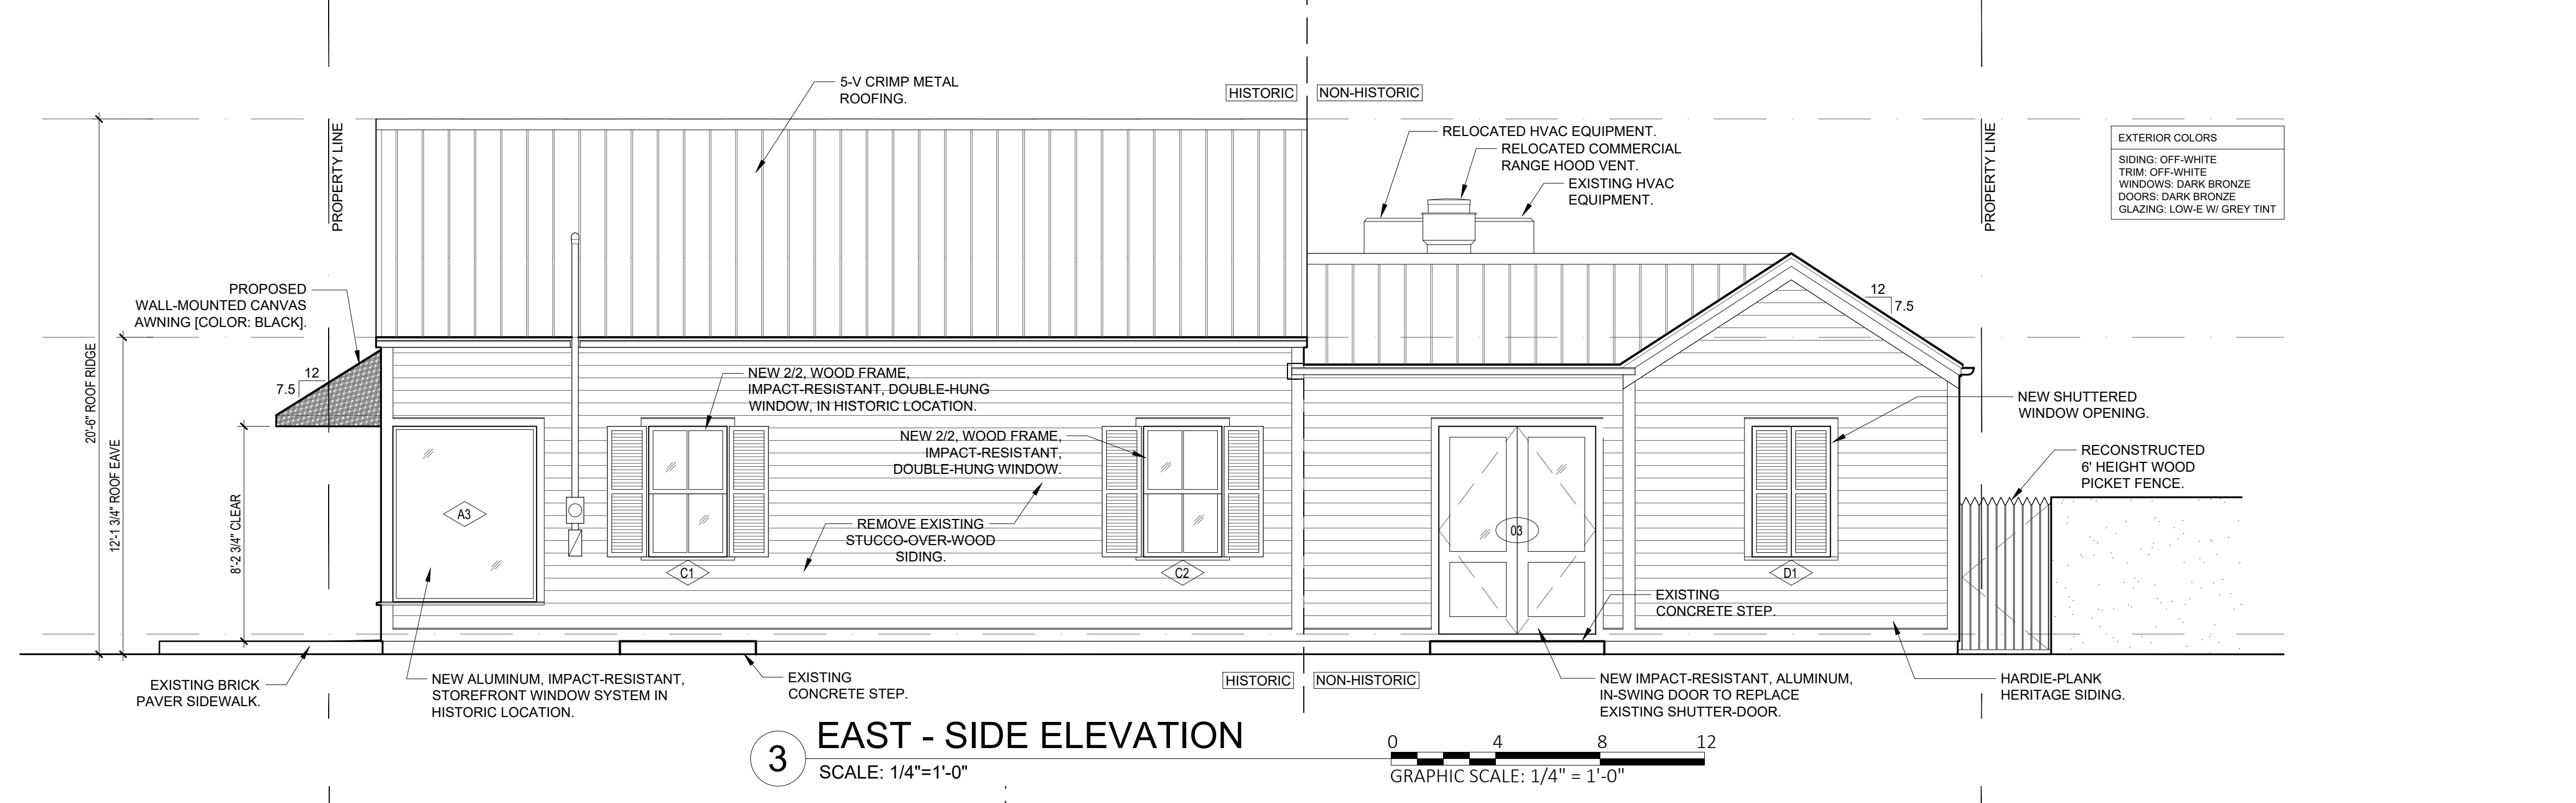 5-V CRIMP METAL
ROOFING.
HISTORIC
NON-HISTORIC
RELOCATED HVAC EQUIPMENT.
RELOCATED COMMERCIAL
RANGE HOOD VENT.
EXISTING HVAC
EQUIPMENT.
PROPERTY LINE
PROPERTY LINE
EXTERIOR COLORS
SIDING: OFF-WHITE
TRIM: OFF-WHITE
WINDOWS: DARK BRONZE
DOORS: DARK BRONZE
GLAZING: LOW-E W/ GREY TINT
PROPOSED
WALL-MOUNTED CANVAS
AWNING [COLOR: BLACK].
12
7.5
12
7.5
20'-6" ROOF RIDGE
12'-1 3/4" ROOF EAVE
8'-2 3/4" CLEAR
NEW 2/2, WOOD FRAME,
IMPACT-RESISTANT, DOUBLE-HUNG
WINDOW, IN HISTORIC LOCATION.
NEW 2/2, WOOD FRAME,
IMPACT-RESISTANT,
DOUBLE-HUNG WINDOW.
NEW SHUTTERED
WINDOW OPENING.
RECONSTRUCTED
6' HEIGHT WOOD
PICKET FENCE.
A3
REMOVE EXISTING
STUCCO-OVER-WOOD
SIDING.
03
C1
C2
D1
EXISTING
CONCRETE STEP.
EXISTING BRICK
PAVER SIDEWALK.
NEW ALUMINUM, IMPACT-RESISTANT,
STOREFRONT WINDOW SYSTEM IN
HISTORIC LOCATION.
EXISTING
CONCRETE STEP.
HISTORIC
NON-HISTORIC
NEW IMPACT-RESISTANT, ALUMINUM,
IN-SWING DOOR TO REPLACE
EXISTING SHUTTER-DOOR.
HARDIE-PLANK
HERITAGE SIDING.
3
EAST - SIDE ELEVATION
SCALE: 1/4"=1'-0"
0 4 8 12
GRAPHIC SCALE: 1/4" = 1'-0"